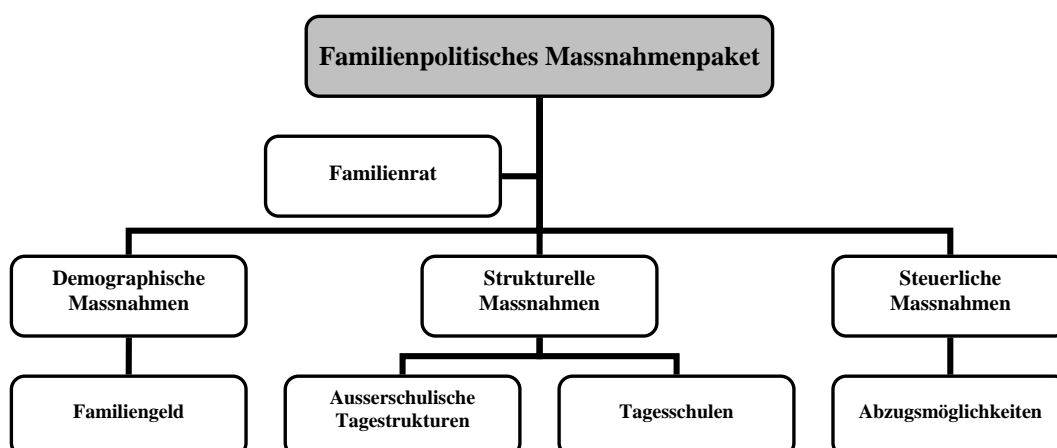 Familienpolitisches Massnahmenpaket
Familienrat
Demographische
Massnahmen
Strukturelle
Massnahmen
Steuerliche
Massnahmen
Familiengeld
Ausserschulische
Tagestrukturen
Tagesschulen
Abzugsmöglichkeiten